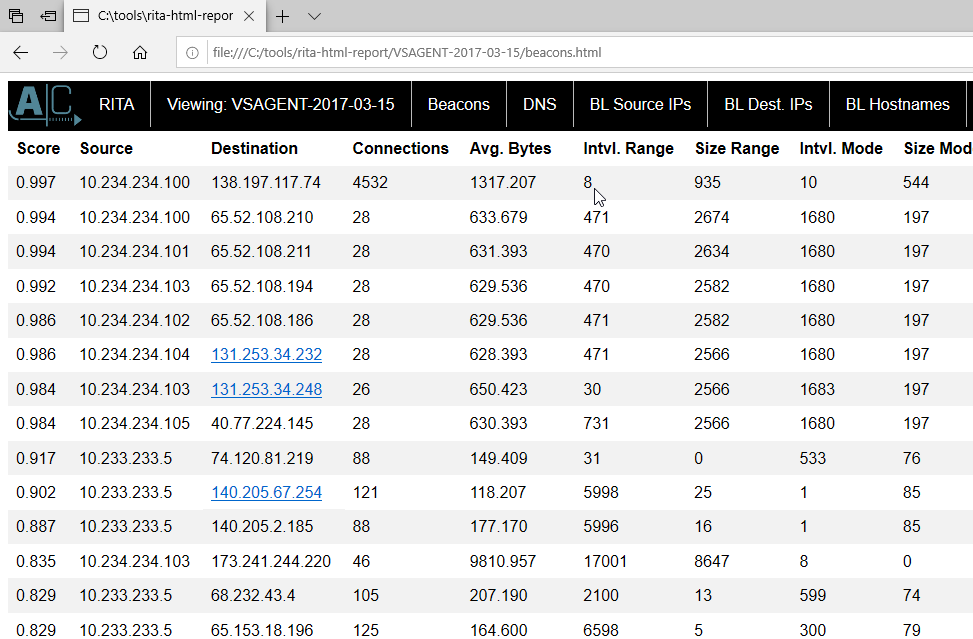 C:\tools\rita-html-repor
file:///C:/tools/rita-html-report/VSAGENT-2017-03-15/beacons.html
AC RITA Viewing: VSAGENT-2017-03-15 Beacons DNS BL Source IPs BL Dest. IPs BL Hostnames
Score Source Destination Connections Avg. Bytes Intvl. Range Size Range Intvl. Mode Size Mod
0.997 10.234.234.100 138.197.117.74 4532 1317.207 8 935 10 544
0.994 10.234.234.100 65.52.108.210 28 633.679 471 2674 1680 197
0.994 10.234.234.101 65.52.108.211 28 631.393 470 2634 1680 197
0.992 10.234.234.103 65.52.108.194 28 629.536 470 2582 1680 197
0.986 10.234.234.102 65.52.108.186 28 629.536 471 2582 1680 197
0.986 10.234.234.104 131.253.34.232 28 628.393 471 2566 1680 197
0.984 10.234.234.103 131.253.34.248 26 650.423 30 2566 1683 197
0.984 10.234.234.105 40.77.224.145 28 630.393 731 2566 1680 197
0.917 10.233.233.5 74.120.81.219 88 149.409 31 0 533 76
0.902 10.233.233.5 140.205.67.254 121 118.207 5998 25 1 85
0.887 10.233.233.5 140.205.2.185 88 177.170 5996 16 1 85
0.835 10.234.234.103 173.241.244.220 46 9810.957 17001 8647 8 0
0.829 10.233.233.5 68.232.43.4 105 207.190 2100 13 599 74
0.829 10.233.233.5 65.153.18.196 125 164.600 6598 5 300 79